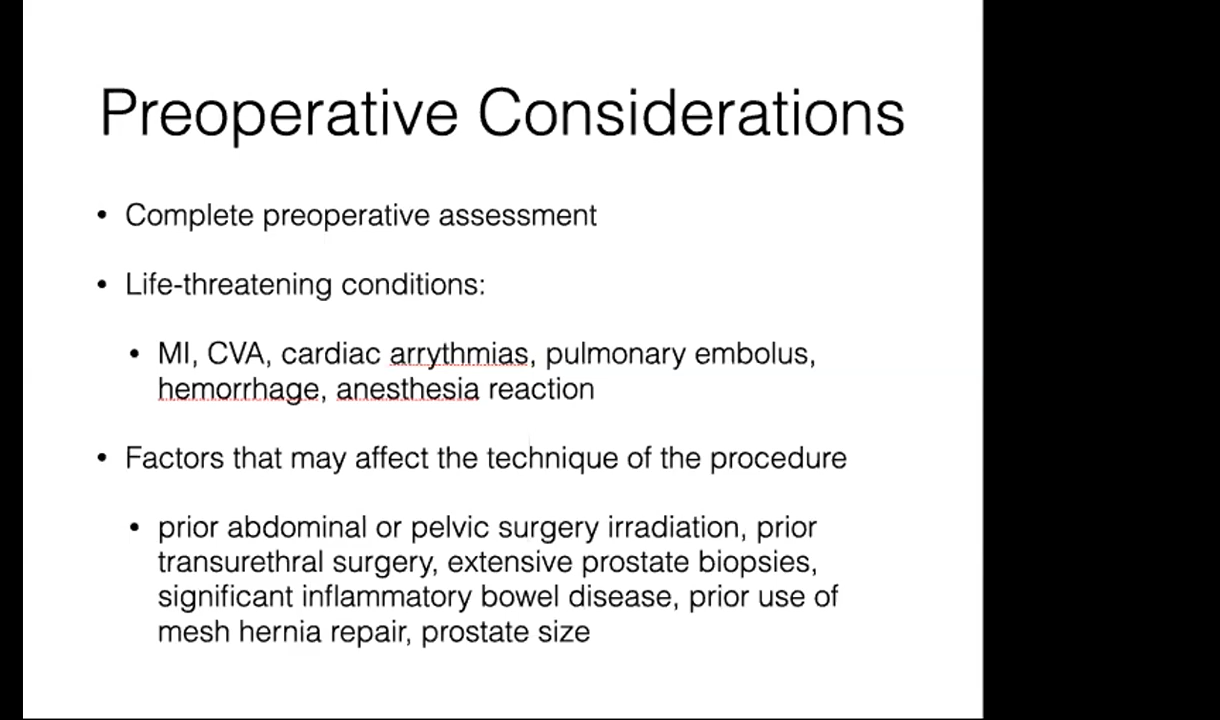 Preoperative Considerations
• Complete preoperative assessment
• Life-threatening conditions:
• MI, CVA, cardiac arrythmias, pulmonary embolus,
hemorrhage, anesthesia reaction
• Factors that may affect the technique of the procedure
• prior abdominal or pelvic surgery irradiation, prior
transurethral surgery, extensive prostate biopsies,
significant inflammatory bowel disease, prior use of
mesh hernia repair, prostate size